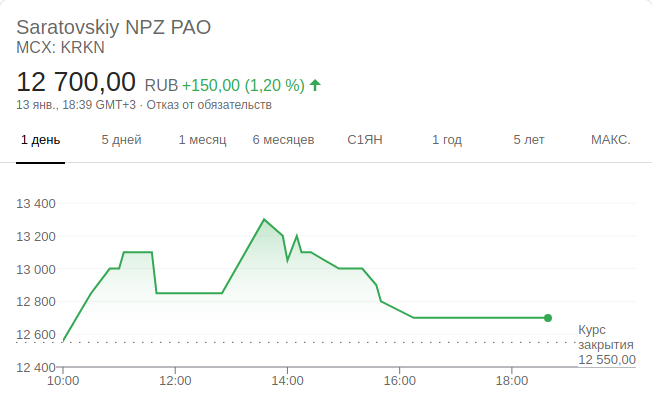 Saratovskiy NPZ PAO
MCX: KRKN
12 700,00 RUB +150,00 (1,20 %)
13 янв., 18:39 GMT+3 · Отказ от обязательств
1 день 5 дней 1 месяц 6 месяцев С1ЯН 1 год 5 лет МАКС.
13 400
13 200
13 000
12 800
12 600
12 400
Курс
закрытия
12 550,00
10:00 12:00 14:00 16:00 18:00